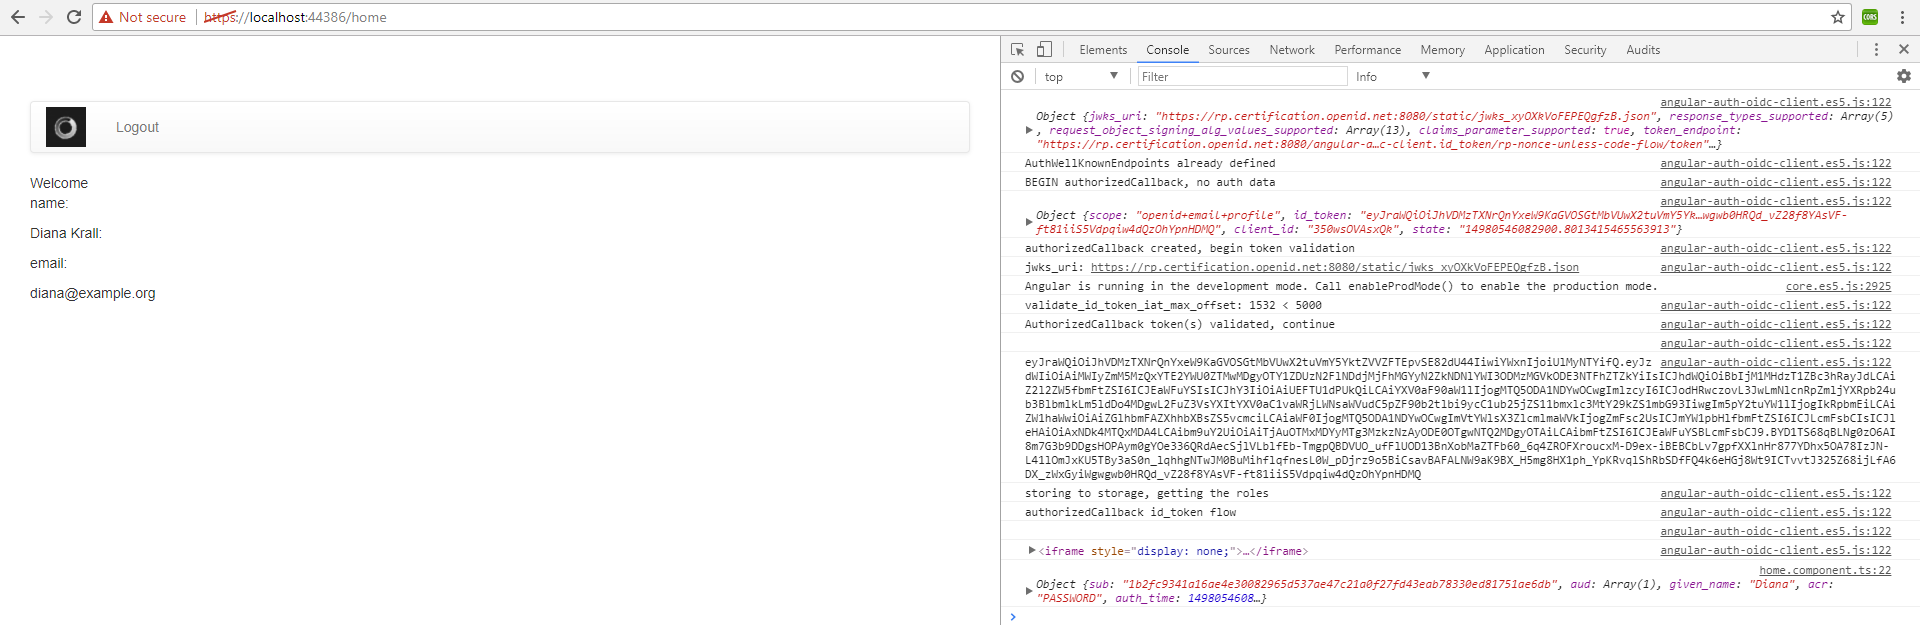 Not secure https://localhost:44386/home
CORS
Logout
Welcome
name:
Diana Krall:
email:
diana@example.org
Elements Console Sources Network Performance Memory Application Security Audits
top Filter Info
angular-auth-oidc-client.es5.js:122
Object {jwks_uri: "https://rp.certification.openid.net:8080/static/jwks_xyOXkVoFEPEQgfzB.json", response_types_supported: Array(5)
, request_object_signing_alg_values_supported: Array(13), claims_parameter_supported: true, token_endpoint:
"https://rp.certification.openid.net:8080/angular-a…c-client.id_token/rp-nonce-unless-code-flow/token"…}
AuthWellKnownEndpoints already defined angular-auth-oidc-client.es5.js:122
BEGIN authorizedCallback, no auth data angular-auth-oidc-client.es5.js:122
angular-auth-oidc-client.es5.js:122
Object {scope: "openid+email+profile", id_token: "eyJraWQiOiJhVDMzTXNrQnYxeW9KaGVOSGtMbVUwX2tuVmY5Yk…wgwb0HRQd_vZ28f8YAsVF-
ft81iiS5Vdpqiw4dQzOhYpnHDMQ", client_id: "350wsOVAsxQk", state: "14980546082900.8013415465563913"}
authorizedCallback created, begin token validation angular-auth-oidc-client.es5.js:122
jwks_uri: https://rp.certification.openid.net:8080/static/jwks_xyOXkVoFEPEQgfzB.json angular-auth-oidc-client.es5.js:122
Angular is running in the development mode. Call enableProdMode() to enable the production mode. core.es5.js:2925
validate_id_token_iat_max_offset: 1532 < 5000 angular-auth-oidc-client.es5.js:122
AuthorizedCallback token(s) validated, continue angular-auth-oidc-client.es5.js:122
angular-auth-oidc-client.es5.js:122
angular-auth-oidc-client.es5.js:122
storing to storage, getting the roles angular-auth-oidc-client.es5.js:122
authorizedCallback id_token flow angular-auth-oidc-client.es5.js:122
angular-auth-oidc-client.es5.js:122
<iframe style="display: none;">…</iframe> angular-auth-oidc-client.es5.js:122
home.component.ts:22
Object {sub: "1b2fc9341a16ae4e30082965d537ae47c21a0f27fd43eab78330ed81751ae6db", aud: Array(1), given_name: "Diana", acr:
"PASSWORD", auth_time: 1498054608…}